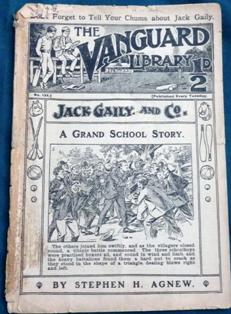 Forget to Tell Your Chums about Jack Gaily.
THE
VANGUARD
LIBRARY
½D
2
[Published Every Tuesday
JACK GAILY. AND CO.
A GRAND SCHOOL STORY.
The others joined him swiftly, and as the villagers closed
round, a titanic battle commenced. The three schoolboys
were practised boxers all, and sound in wind and limb, and
the heavy battalions found them a hard nut to crack as
they stood in the shape of a triangle, dealing blows right
and left.
BY STEPHEN H. AGNEW.